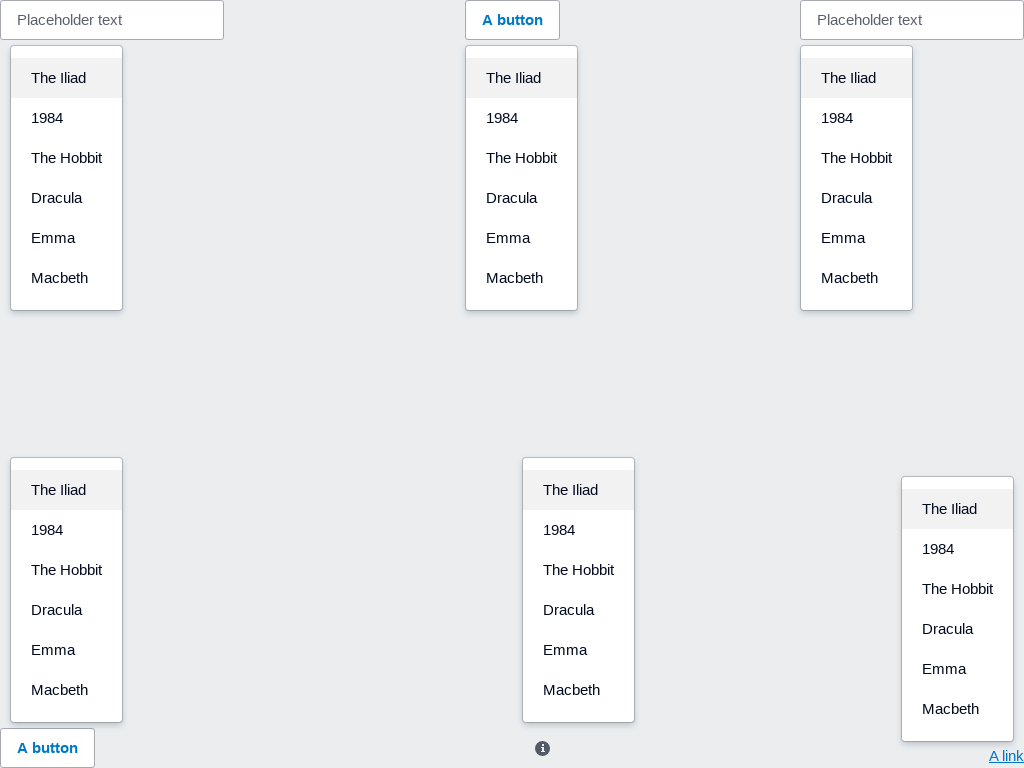 Placeholder text
The Iliad
1984
The Hobbit
Dracula
Emma
Macbeth
A button
The Iliad
1984
The Hobbit
Dracula
Emma
Macbeth
Placeholder text
The Iliad
1984
The Hobbit
Dracula
Emma
Macbeth
The Iliad
1984
The Hobbit
Dracula
Emma
Macbeth
A button
The Iliad
1984
The Hobbit
Dracula
Emma
Macbeth
The Iliad
1984
The Hobbit
Dracula
Emma
Macbeth
A link